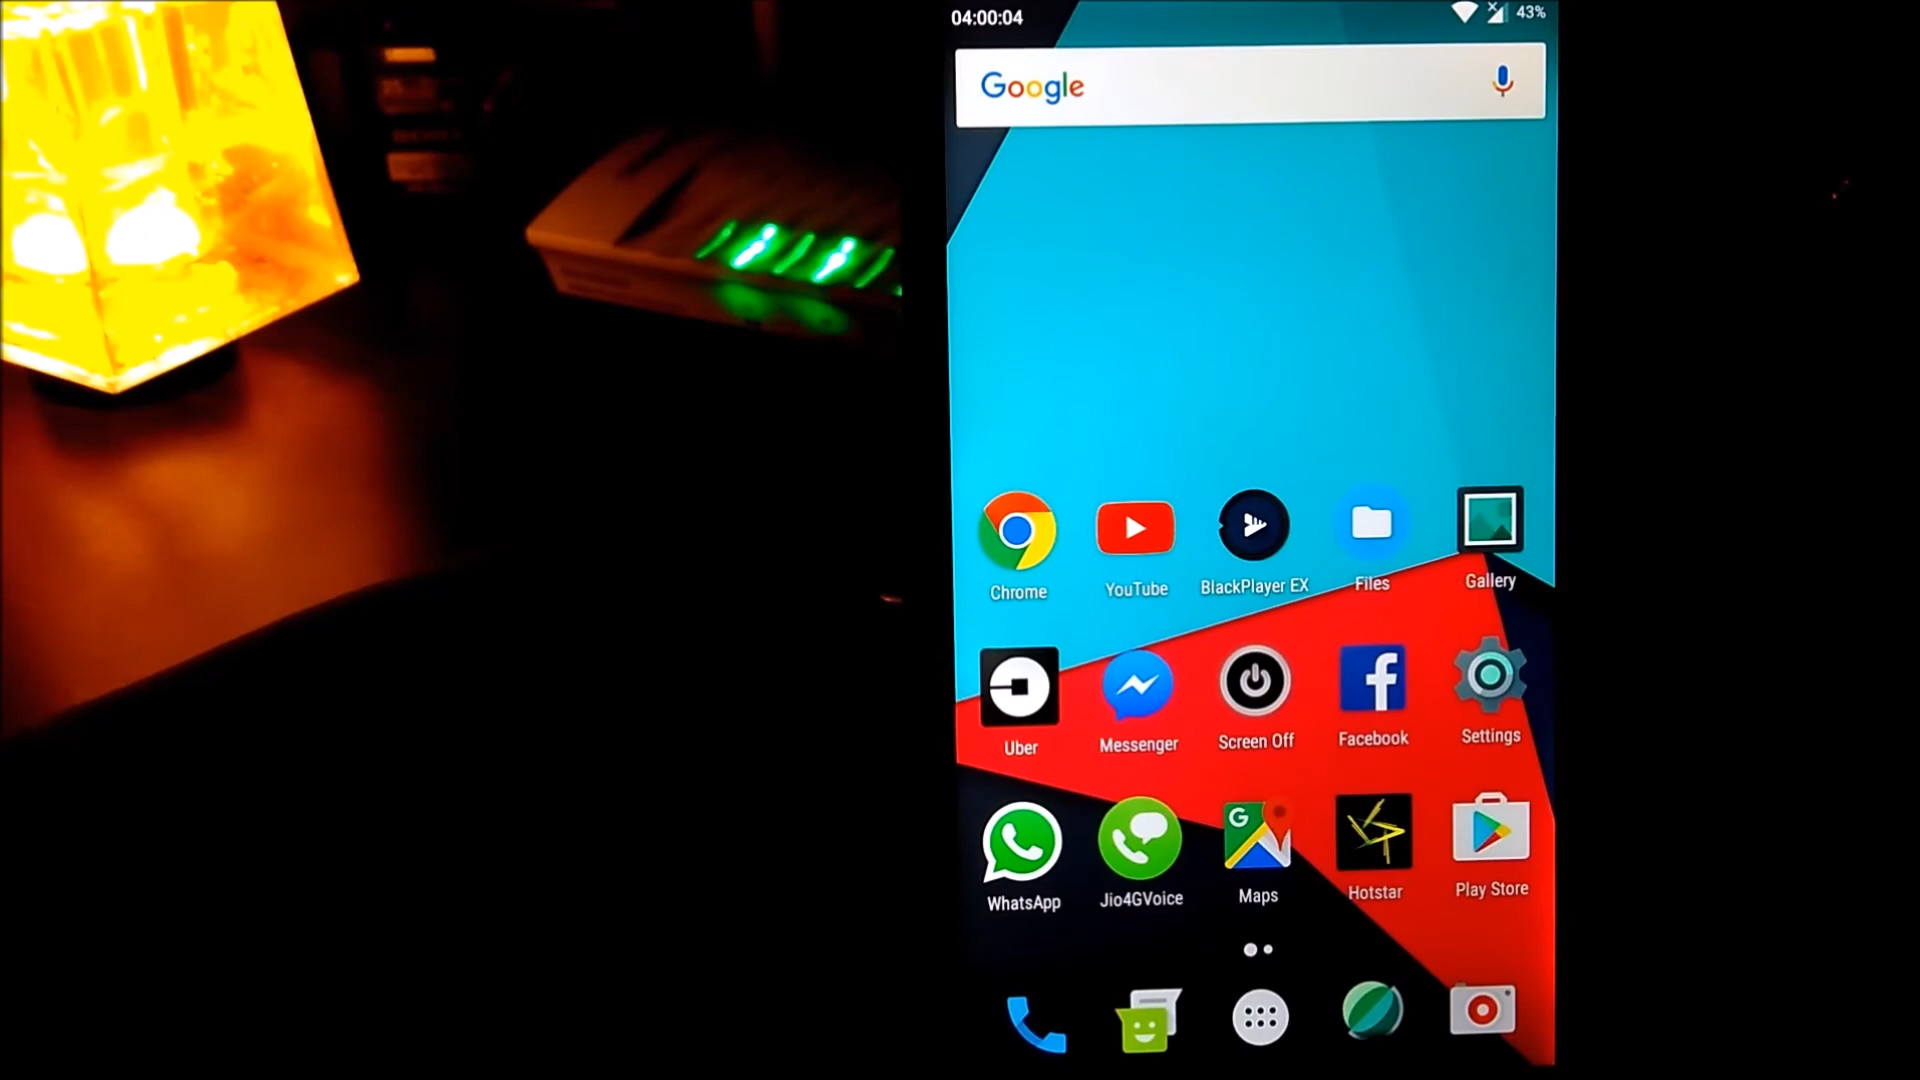 04:00:04 43%
Google
Chrome YouTube BlackPlayer EX Files Gallery
Uber Messenger Screen Off Facebook Settings
G
WhatsApp Jio4GVoice Maps Hotstar Play Store